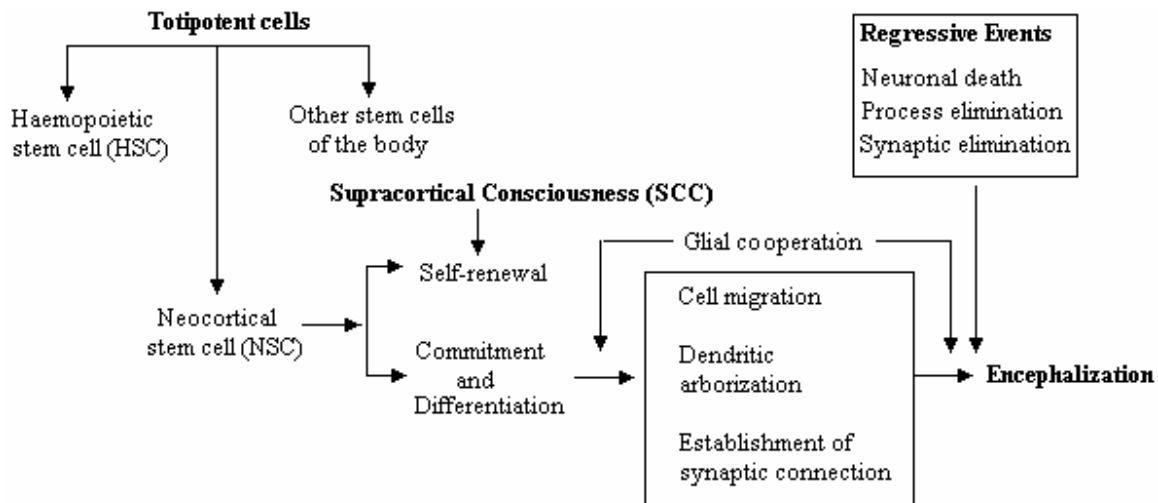 Totipotent cells
Haemopoietic
stem cell (HSC)
Other stem cells
of the body
Regressive Events
Neuronal death
Process elimination
Synaptic elimination
Supracortical Consciousness (SCC)
Glial cooperation
Self-renewal
Neocortical
stem cell (NSC)
Commitment
and
Differentiation
Cell migration
Dendritic
arborization
Establishment of
synaptic connection
Encephalization